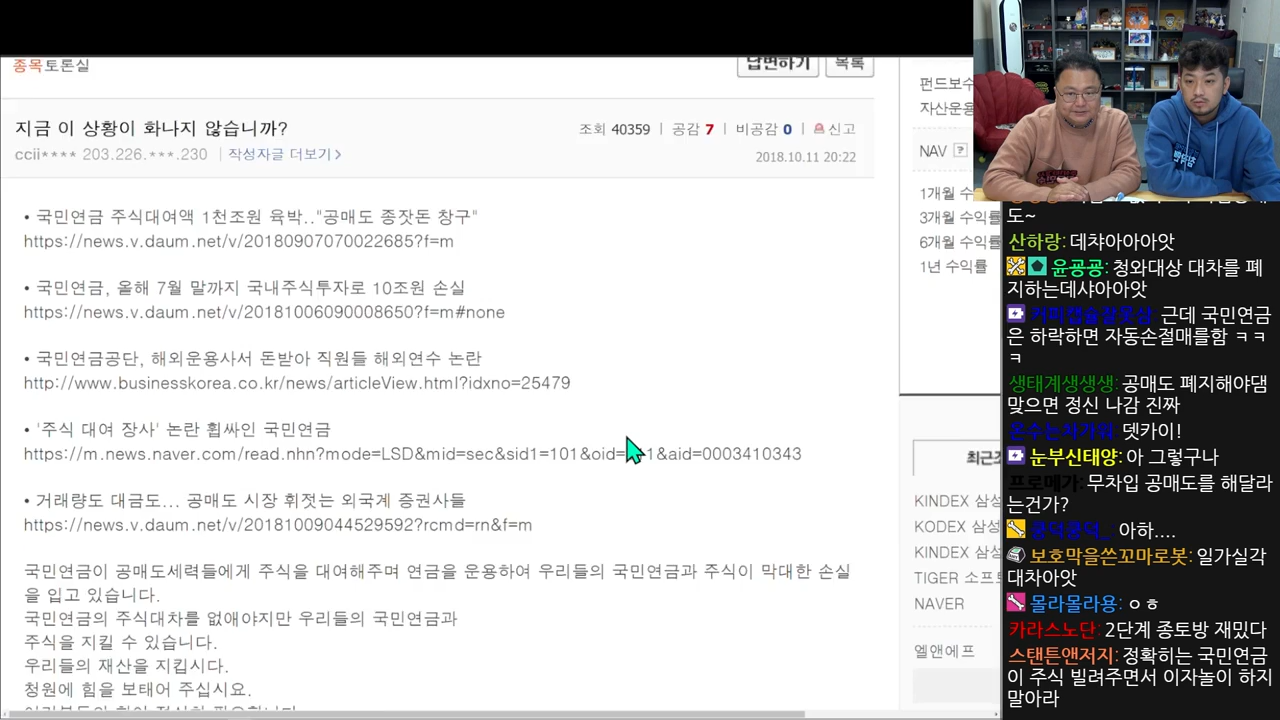 종목토론실
답변하기
목록
지금 이 상황이 화나지 않습니까?
조회 40359 | 공감 7 | 비공감 0 | 신고
ccii**** 203.226.***.230 | 작성자글 더보기 >
2018.10.11 20:22
• 국민연금 주식대여액 1천조원 육박.."공매도 종잣돈 창구"
https://news.v.daum.net/v/20180907070022685?f=m
• 국민연금, 올해 7월 말까지 국내주식투자로 10조원 손실
https://news.v.daum.net/v/20181006090008650?f=m#none
• 국민연금공단, 해외운용사서 돈받아 직원들 해외연수 논란
http://www.businesskorea.co.kr/news/articleView.html?idxno=25479
• '주식 대여 장사' 논란 휩싸인 국민연금
https://m.news.naver.com/read.nhn?mode=LSD&mid=sec&sid1=101&oid= 1&aid=0003410343
• 거래량도 대금도... 공매도 시장 휘젓는 외국계 증권사들
https://news.v.daum.net/v/20181009044529592?rcmd=rn&f=m
국민연금이 공매도세력들에게 주식을 대여해주며 연금을 운용하여 우리들의 국민연금과 주식이 막대한 손실
을 입고 있습니다.
국민연금의 주식대차를 없애야지만 우리들의 국민연금과
주식을 지킬 수 있습니다.
우리들의 재산을 지킵시다.
청원에 힘을 보태어 주십시요.
펀드보수
자산운용
NAV ?
1개월 수
3개월 수익률
6개월 수익률
1년 수익률
최근조
KINDEX 삼성
KODEX 삼성
KINDEX 삼성
TIGER 소프트
NAVER
엘앤에프
도~
산하랑: 데챠아아아앗
윤굥굥: 청와대상 대차를 폐
지하는데샤아아앗
커피캡슐잘못삼 근데 국민연금
은 하락하면 자동손절매를함 ㅋㅋ
ㅋ
생태계생생생: 공매도 폐지해야댐
맞으면 정신 나감 진짜
뎃카이!
눈부신태양: 아 그렇구나
프로메가: 무차입 공매도를 해달라
는건가?
쿵덕쿵덕_: 아하....
보호막을쓴꼬마로봇: 일가실각
대차아앗
몰라몰라용: ㅇㅎ
카라스노단: 2단계 종토방 재밌다
스탠튼앤저지: 정확히는 국민연금
이 주식 빌려주면서 이자놀이 하지
말아라